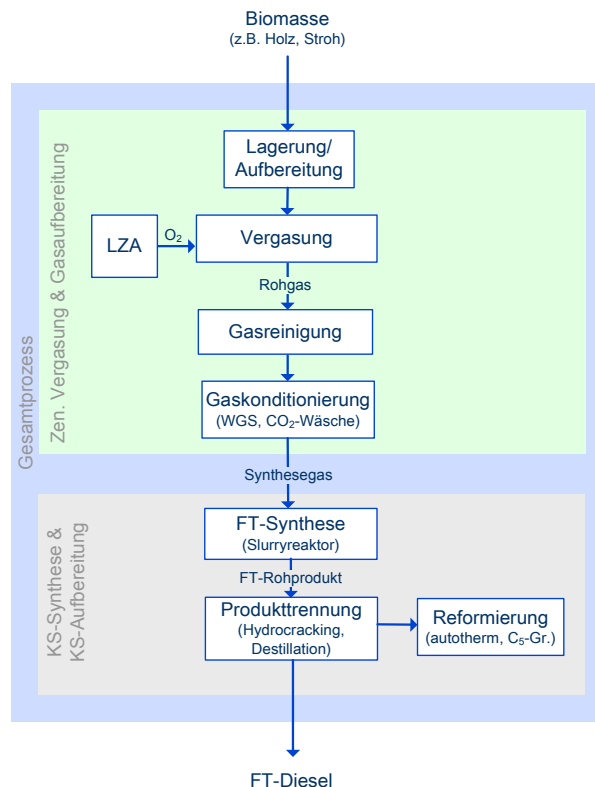 Biomasse
(z.B. Holz, Stroh)
Gesamtprozess
Zen. Vergasung & Gasaufbereitung
Lagerung/
Aufbereitung
LZA
O₂
Vergasung
Rohgas
Gasreinigung
Gaskonditionierung
(WGS, CO₂-Wäsche)
Synthesegas
KS-Synthese &
KS-Aufbereitung
FT-Synthese
(Slurryreaktor)
FT-Rohprodukt
Produkttrennung
(Hydrocracking,
Destillation)
Reformierung
(autotherm, C₅-Gr.)
FT-Diesel